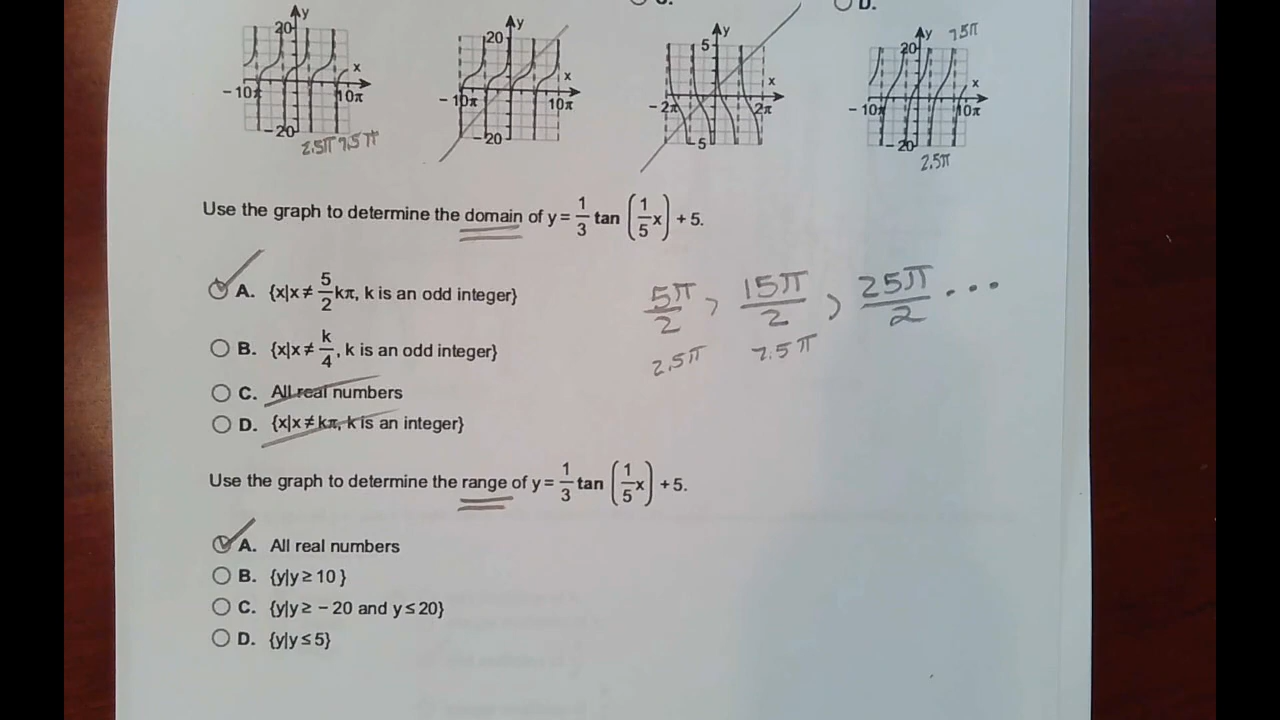 D.
y y y y 7.5π
20 20 5 20
x x x x
- 10π 10π - 10π 10π - 2π 2π - 10π 10π
- 20 - 20 - 5 - 20
2.5π 7.5π 2.5π
Use the graph to determine the domain of y = 1/3 tan (1/5 x) + 5.
A. {x|x ≠ 5/2 kπ, k is an odd integer}
B. {x|x ≠ k/4, k is an odd integer}
C. All real numbers
D. {x|x ≠ kπ, k is an integer}
5π/2 , 15π/2 , 25π/2 ...
2.5π 7.5π
Use the graph to determine the range of y = 1/3 tan (1/5 x) + 5.
A. All real numbers
B. {y|y ≥ 10 }
C. {y|y ≥ - 20 and y ≤ 20}
D. {y|y ≤ 5}